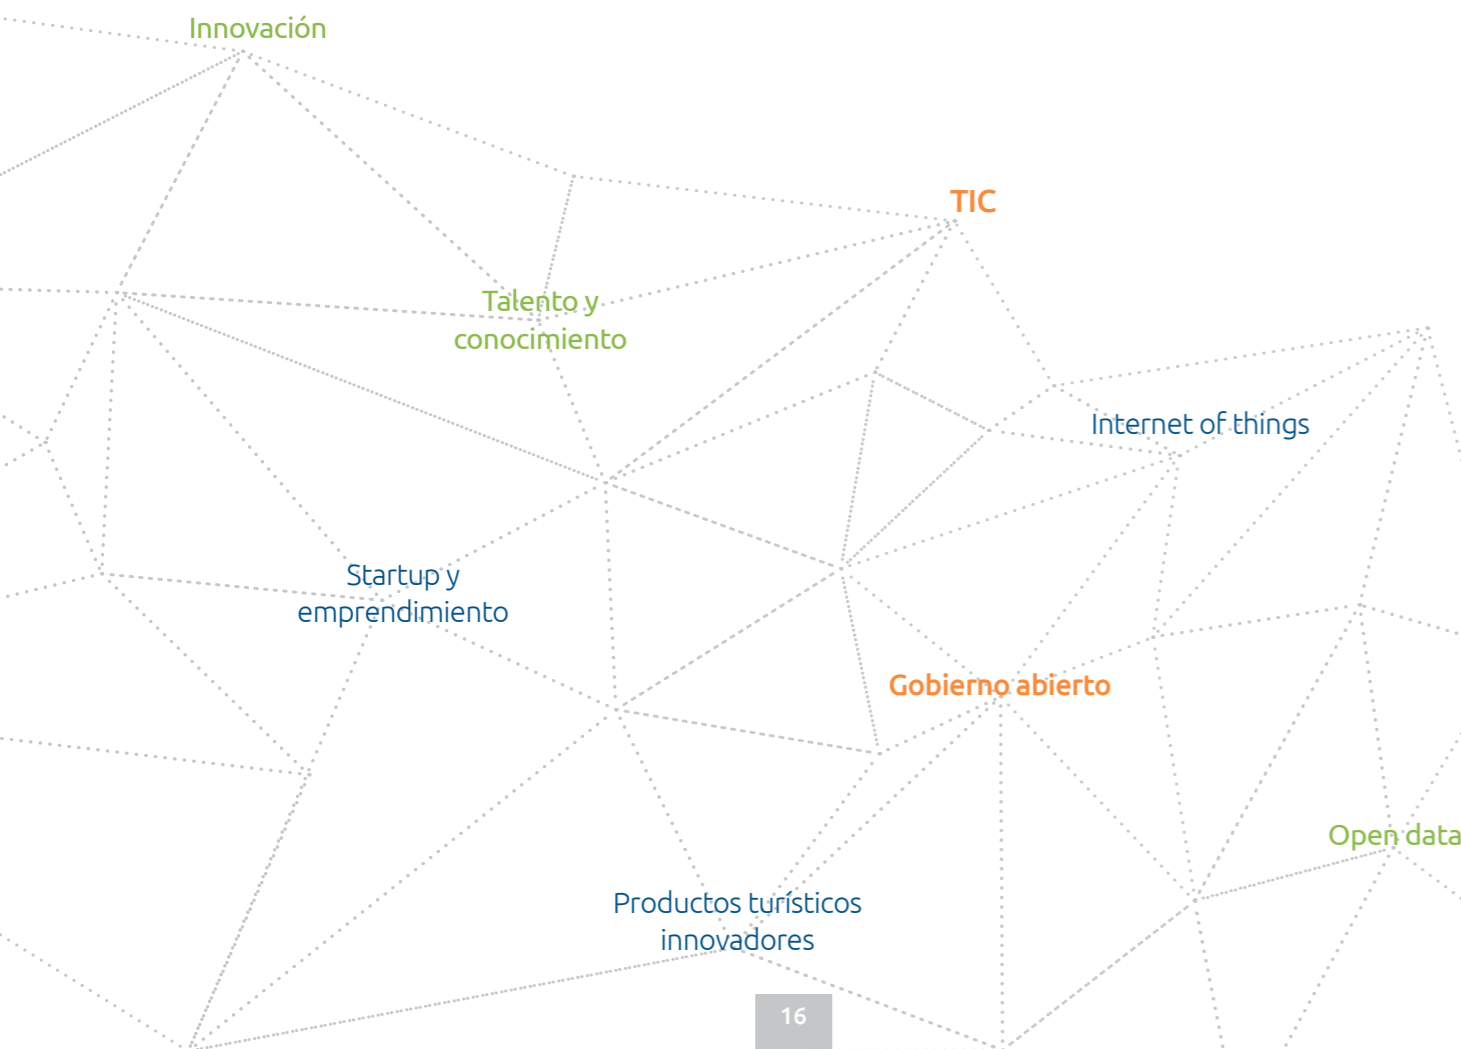 Innovación
TIC
Talento y
conocimiento
Internet of things
Startup y
emprendimiento
Gobierno abierto
Open data
Productos turísticos
innovadores
16